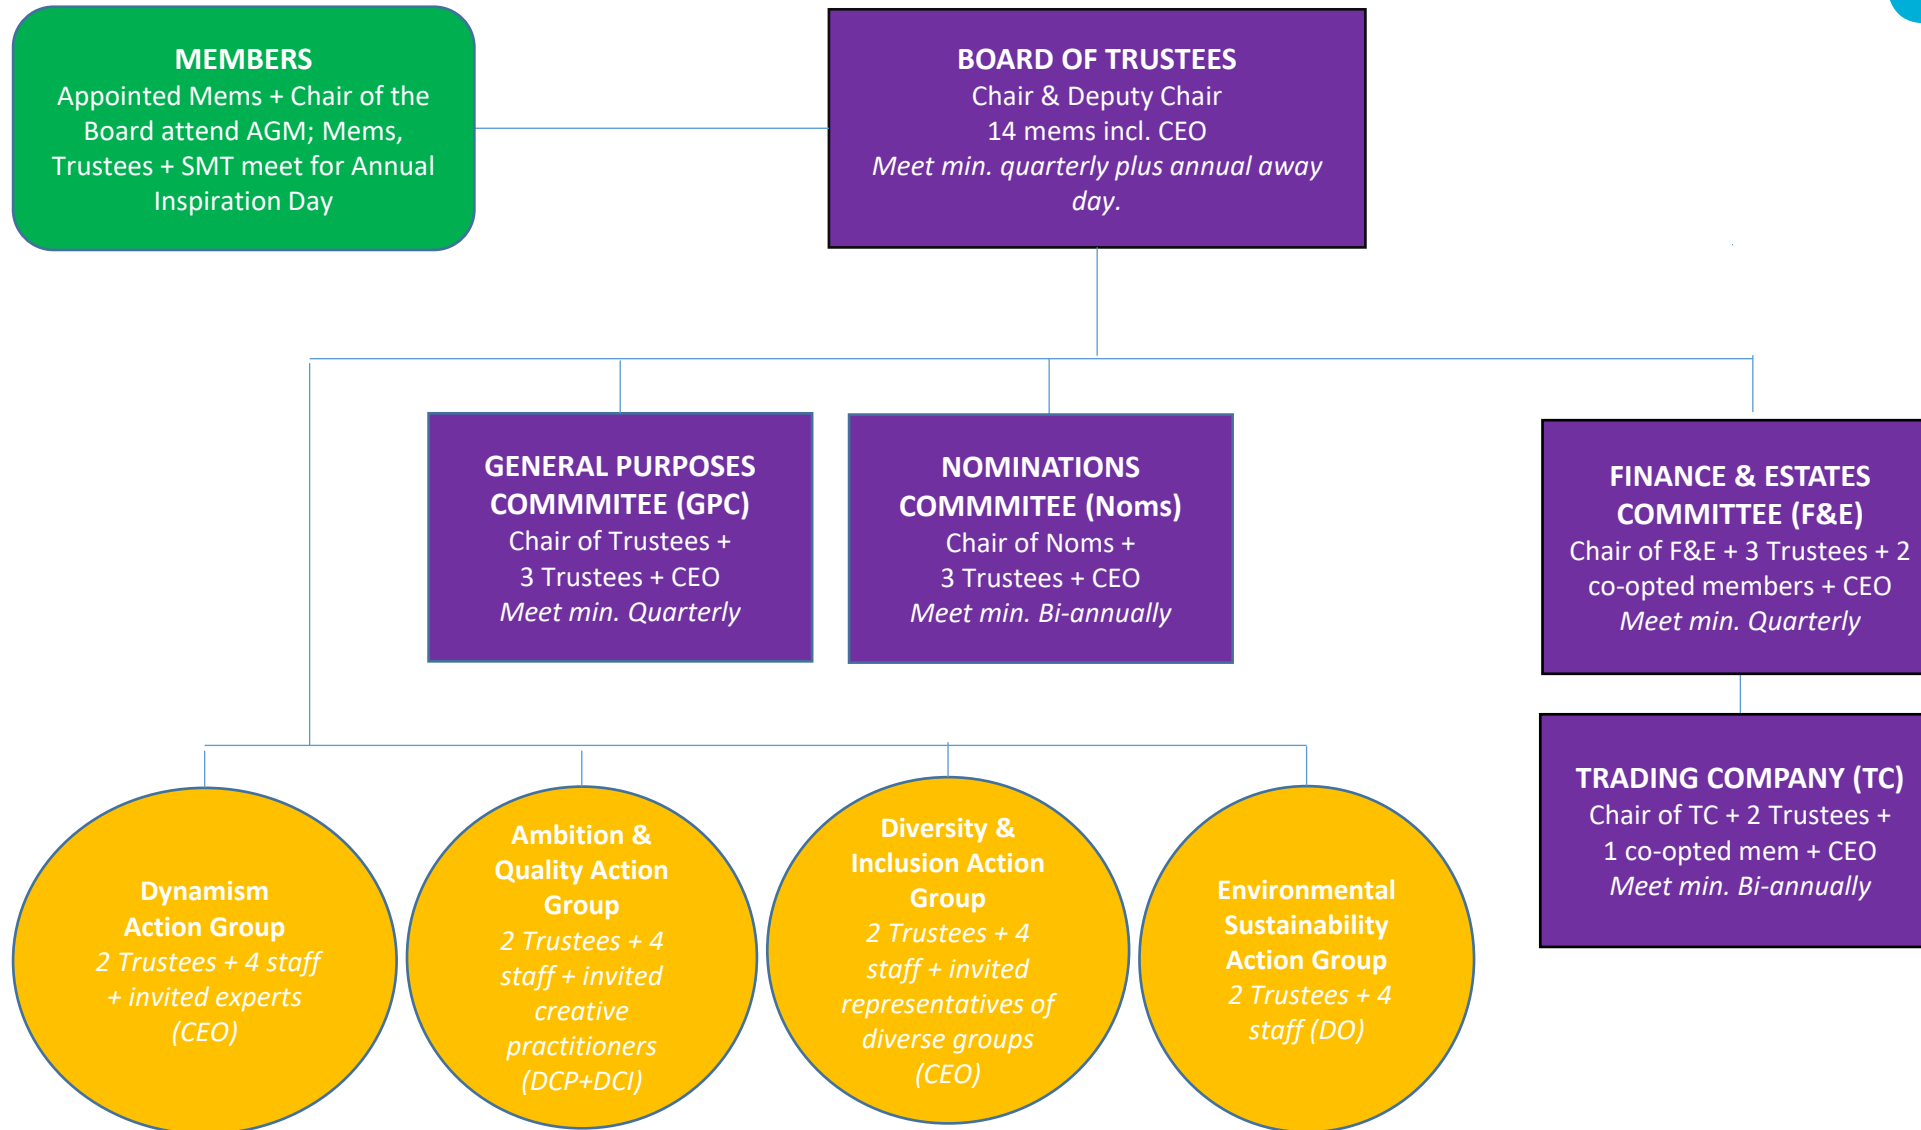 MEMBERS
Appointed Mems + Chair of the
Board attend AGM; Mems,
Trustees + SMT meet for Annual
Inspiration Day
BOARD OF TRUSTEES
Chair & Deputy Chair
14 mems incl. CEO
Meet min. quarterly plus annual away
day.
GENERAL PURPOSES
COMMMITEE (GPC)
Chair of Trustees +
3 Trustees + CEO
Meet min. Quarterly
NOMINATIONS
COMMMITEE (Noms)
Chair of Noms +
3 Trustees + CEO
Meet min. Bi-annually
FINANCE & ESTATES
COMMITTEE (F&E)
Chair of F&E + 3 Trustees + 2
co-opted members + CEO
Meet min. Quarterly
TRADING COMPANY (TC)
Chair of TC + 2 Trustees +
1 co-opted mem + CEO
Meet min. Bi-annually
Dynamism
Action Group
2 Trustees + 4 staff
+ invited experts
(CEO)
Ambition &
Quality Action
Group
2 Trustees + 4
staff + invited
creative
practitioners
(DCP+DCI)
Diversity &
Inclusion Action
Group
2 Trustees + 4
staff + invited
representatives of
diverse groups
(CEO)
Environmental
Sustainability
Action Group
2 Trustees + 4
staff (DO)